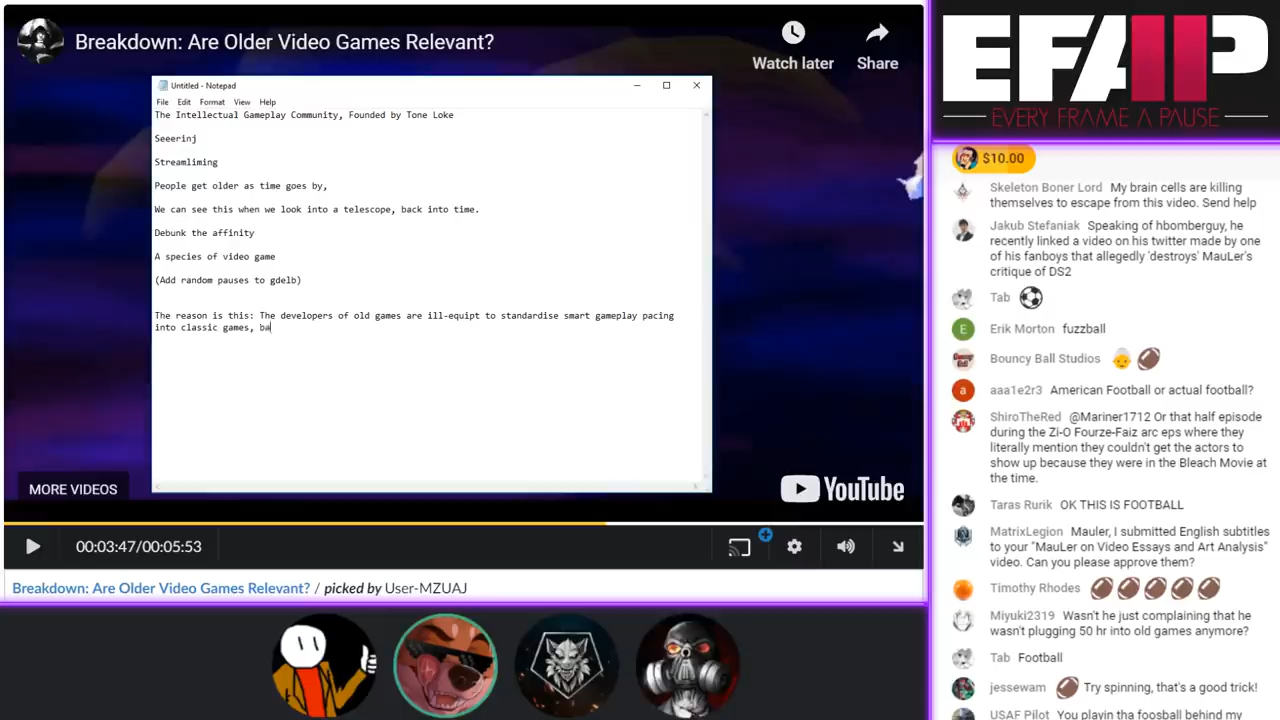 Breakdown: Are Older Video Games Relevant?
Watch later
Share
Untitled - Notepad
File Edit Format View Help
The Intellectual Gameplay Community, Founded by Tone Loke
Seeerinj
Streamliming
People get older as time goes by,
We can see this when we look into a telescope, back into time.
Debunk the affinity
A species of video game
(Add random pauses to gdelb)
The reason is this: The developers of old games are ill-equipt to standardise smart gameplay pacing
into classic games, ba
MORE VIDEOS
YouTube
00:03:47/00:05:53
Breakdown: Are Older Video Games Relevant? / picked by User-MZUAJ
EFAP
EVERY FRAME A PAUSE
$10.00
Skeleton Boner Lord My brain cells are killing
themselves to escape from this video. Send help
Jakub Stefaniak Speaking of hbomberguy, he
recently linked a video on his twitter made by one
of his fanboys that allegedly 'destroys' MauLer's
critique of DS2
Tab
Erik Morton fuzzball
Bouncy Ball Studios
aaa1e2r3 American Football or actual football?
ShiroTheRed @Mariner1712 Or that half episode
during the Zi-O Fourze-Faiz arc eps where they
literally mention they couldn't get the actors to
show up because they were in the Bleach Movie at
the time.
Taras Rurik OK THIS IS FOOTBALL
MatrixLegion Mauler, I submitted English subtitles
to your "MauLer on Video Essays and Art Analysis"
video. Can you please approve them?
Timothy Rhodes
Miyuki2319 Wasn't he just complaining that he
wasn't plugging 50 hr into old games anymore?
Tab Football
jessewam Try spinning, that's a good trick!
USAF Pilot You playin tha foosball behind my